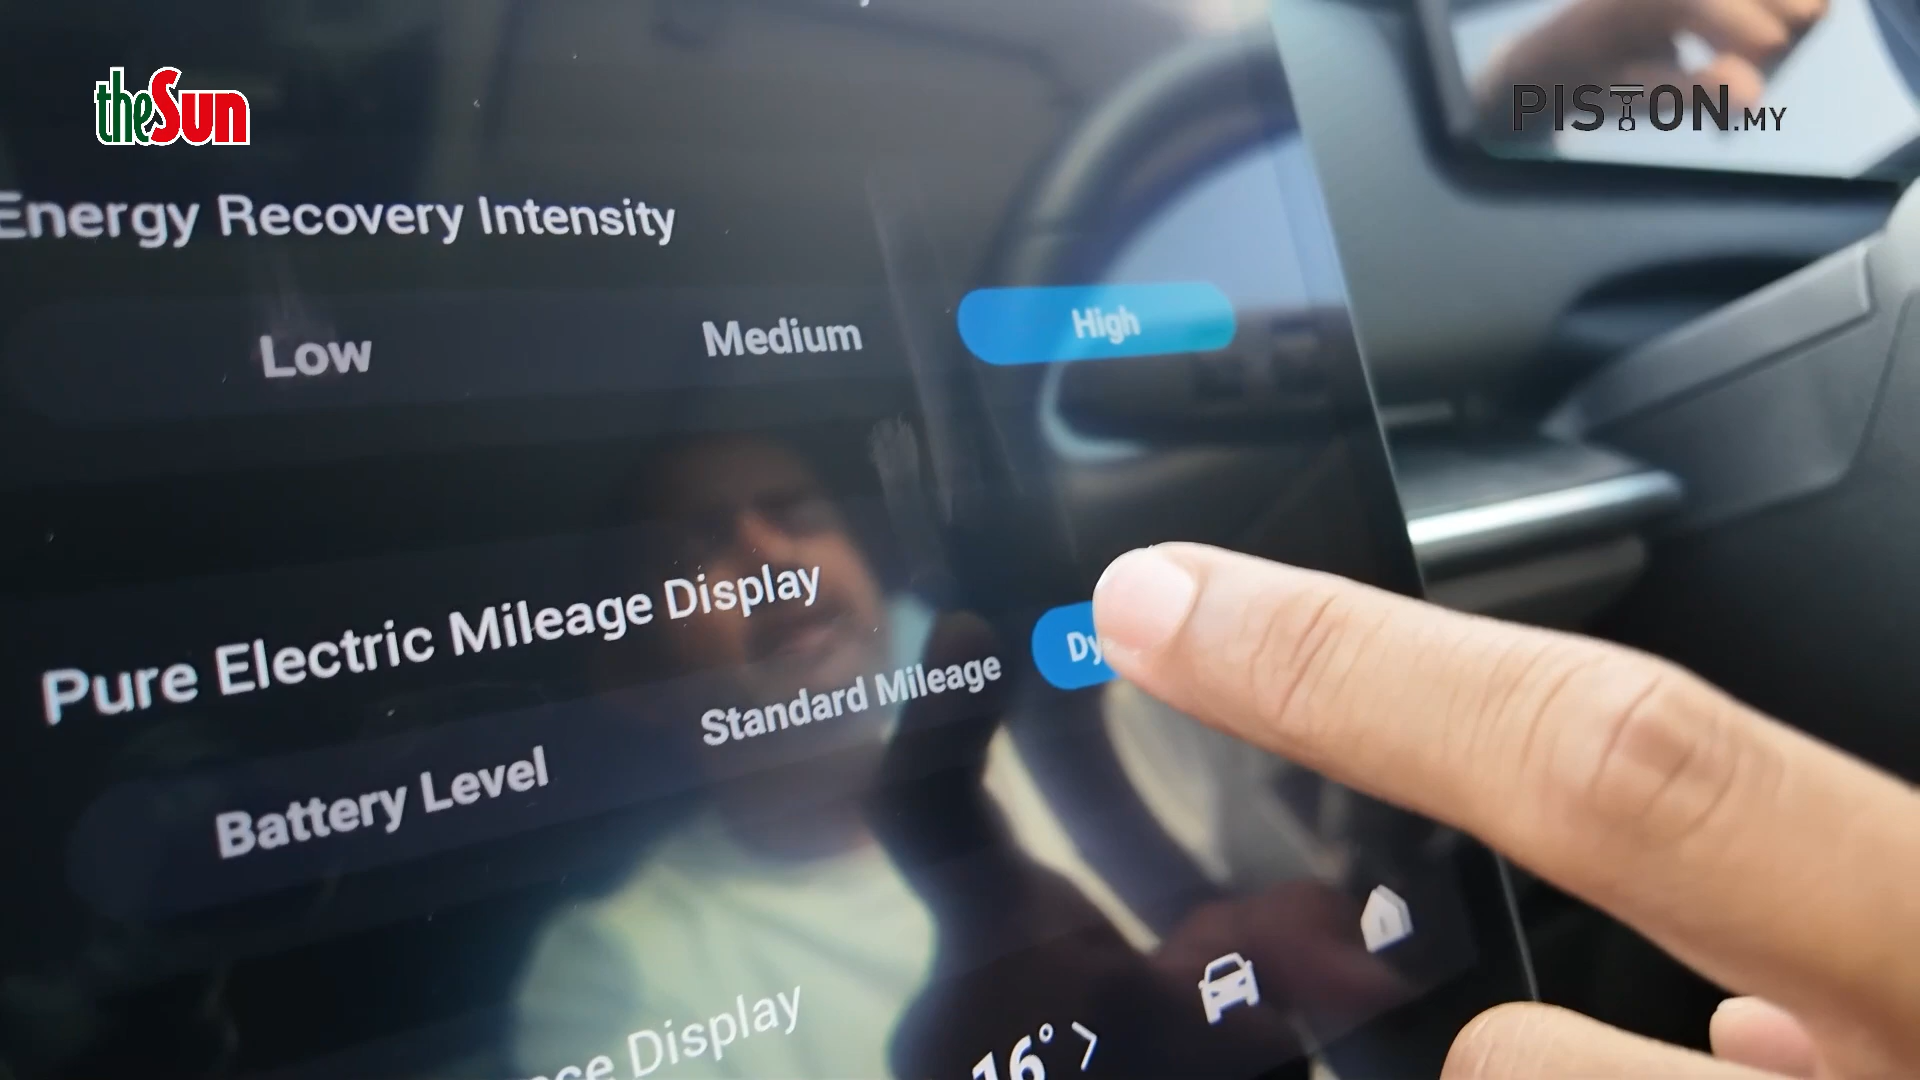 theSun
PISTON.MY
Energy Recovery Intensity
Low
Medium
High
Pure Electric Mileage Display
Battery Level
Standard Mileage
Display
16°